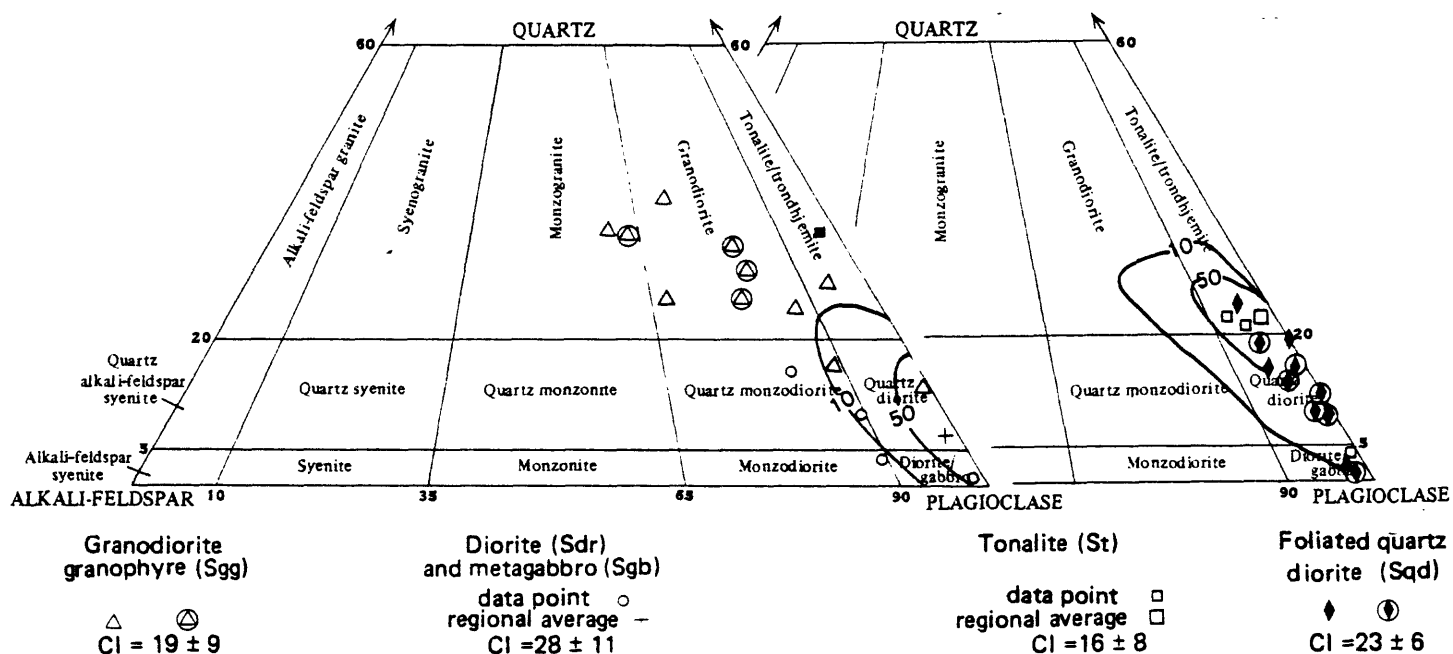 QUARTZ
QUARTZ
60
60
60
Alkali-feldspar granite
Syenogranite
Monzogranite
Granodiorite
Tonalite/trondhjemite
Monzogranite
Granodiorite
Tonalite/trondhjemite
10
50
20
20
Quartz
alkali-feldspar
syenite
Quartz syenite
Quartz monzonite
Quartz monzodiorite
Quartz
diorite
10
50
Quartz monzodiorite
Quartz
diorite
5
5
Alkali-feldspar
syenite
Syenite
Monzonite
Monzodiorite
Diorite
gabbro
Monzodiorite
Diorite
gabbro
ALKALI-FELDSPAR
10
35
65
90
PLAGIOCLASE
90
PLAGIOCLASE
Granodiorite
granophyre (Sgg)
CI = 19 ± 9
Diorite (Sdr)
and metagabbro (Sgb)
data point
regional average
CI =28 ± 11
Tonalite (St)
data point
regional average
CI =16 ± 8
Foliated quartz
diorite (Sqd)
CI =23 ± 6